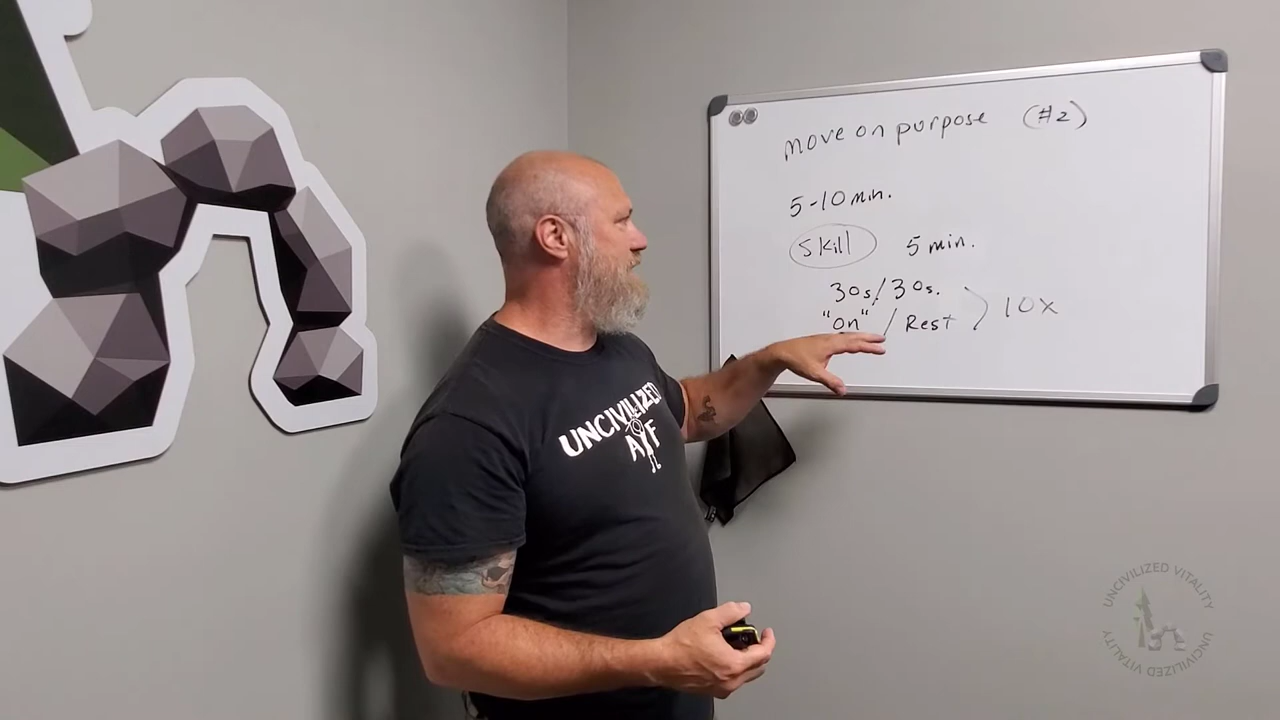 move on purpose (#2)
5-10 min.
skill 5 min.
30s/30s.
"on" / Rest 10x
UNCIVILIZED
AF
UNCIVILIZED VITALITY
UNCIVILIZED VITALITY